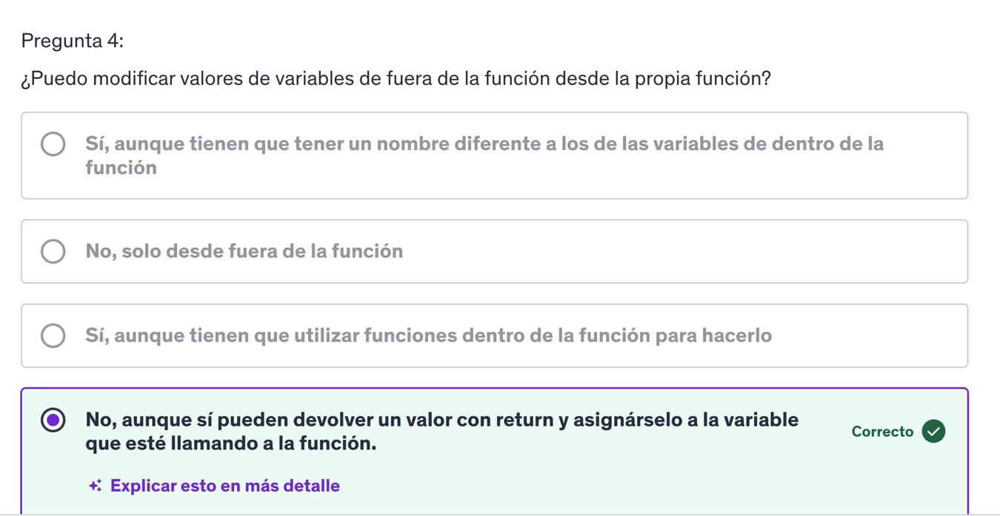 Pregunta 4:
¿Puedo modificar valores de variables de fuera de la función desde la propia función?
Sí, aunque tienen que tener un nombre diferente a los de las variables de dentro de la
función
No, solo desde fuera de la función
Sí, aunque tienen que utilizar funciones dentro de la función para hacerlo
No, aunque sí pueden devolver un valor con return y asignárselo a la variable
que esté llamando a la función.
Correcto
Explicar esto en más detalle